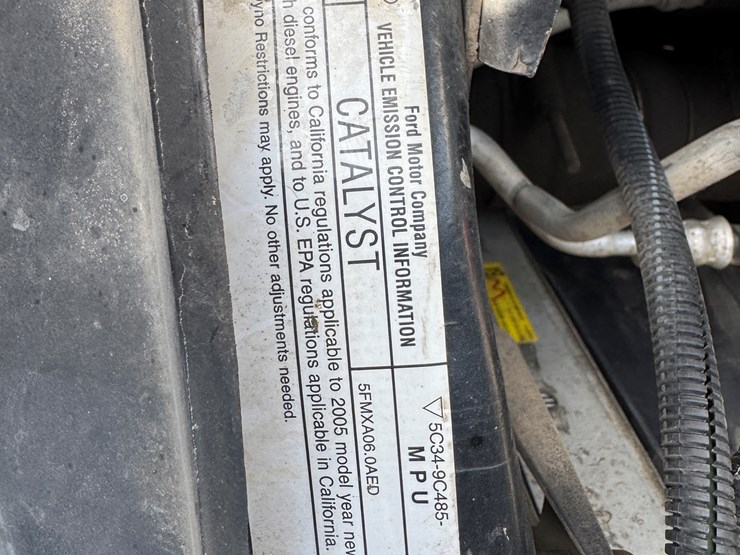 Ford Motor Company
VEHICLE EMISSION CONTROL INFORMATION
▽ 5C34-9C485-
MPU
CATALYST
5FMXA06.0AED
conforms to California regulations applicable to 2005 model year new
diesel engines, and to U.S. EPA regulations applicable in California.
Restrictions may apply. No other adjustments needed.